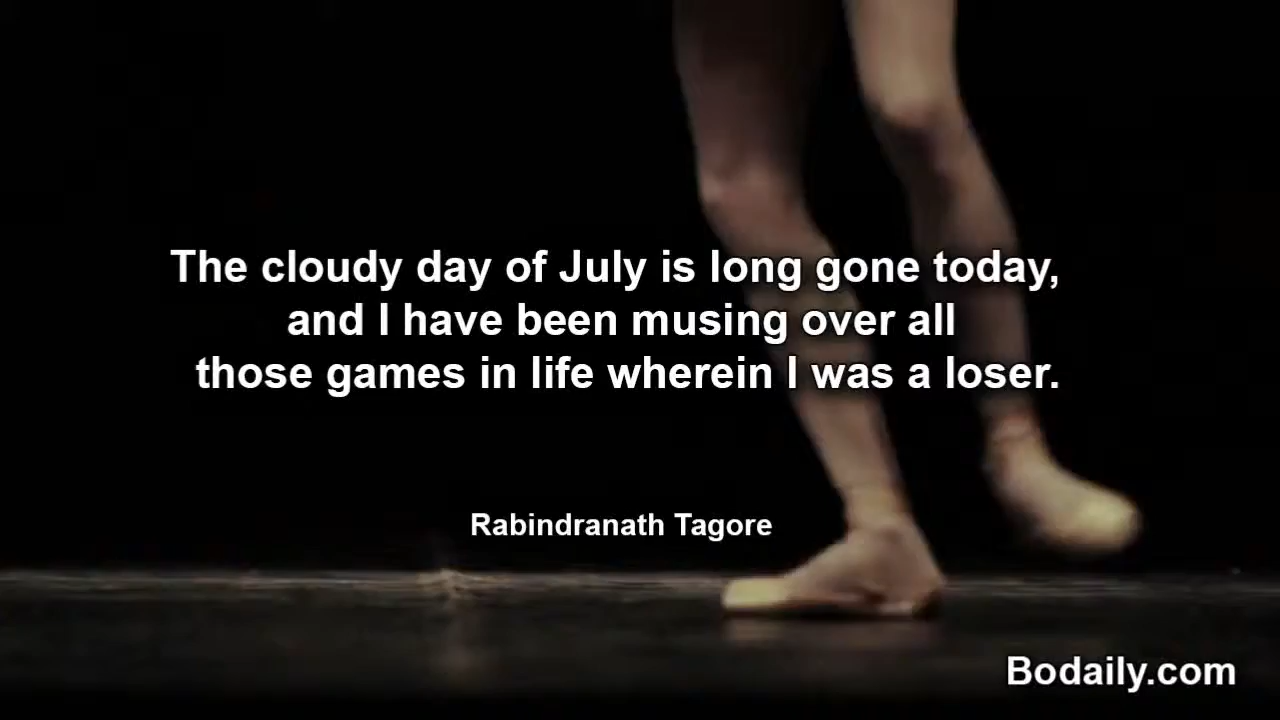 The cloudy day of July is long gone today,
and I have been musing over all
those games in life wherein I was a loser.
Rabindranath Tagore
Bodaily.com